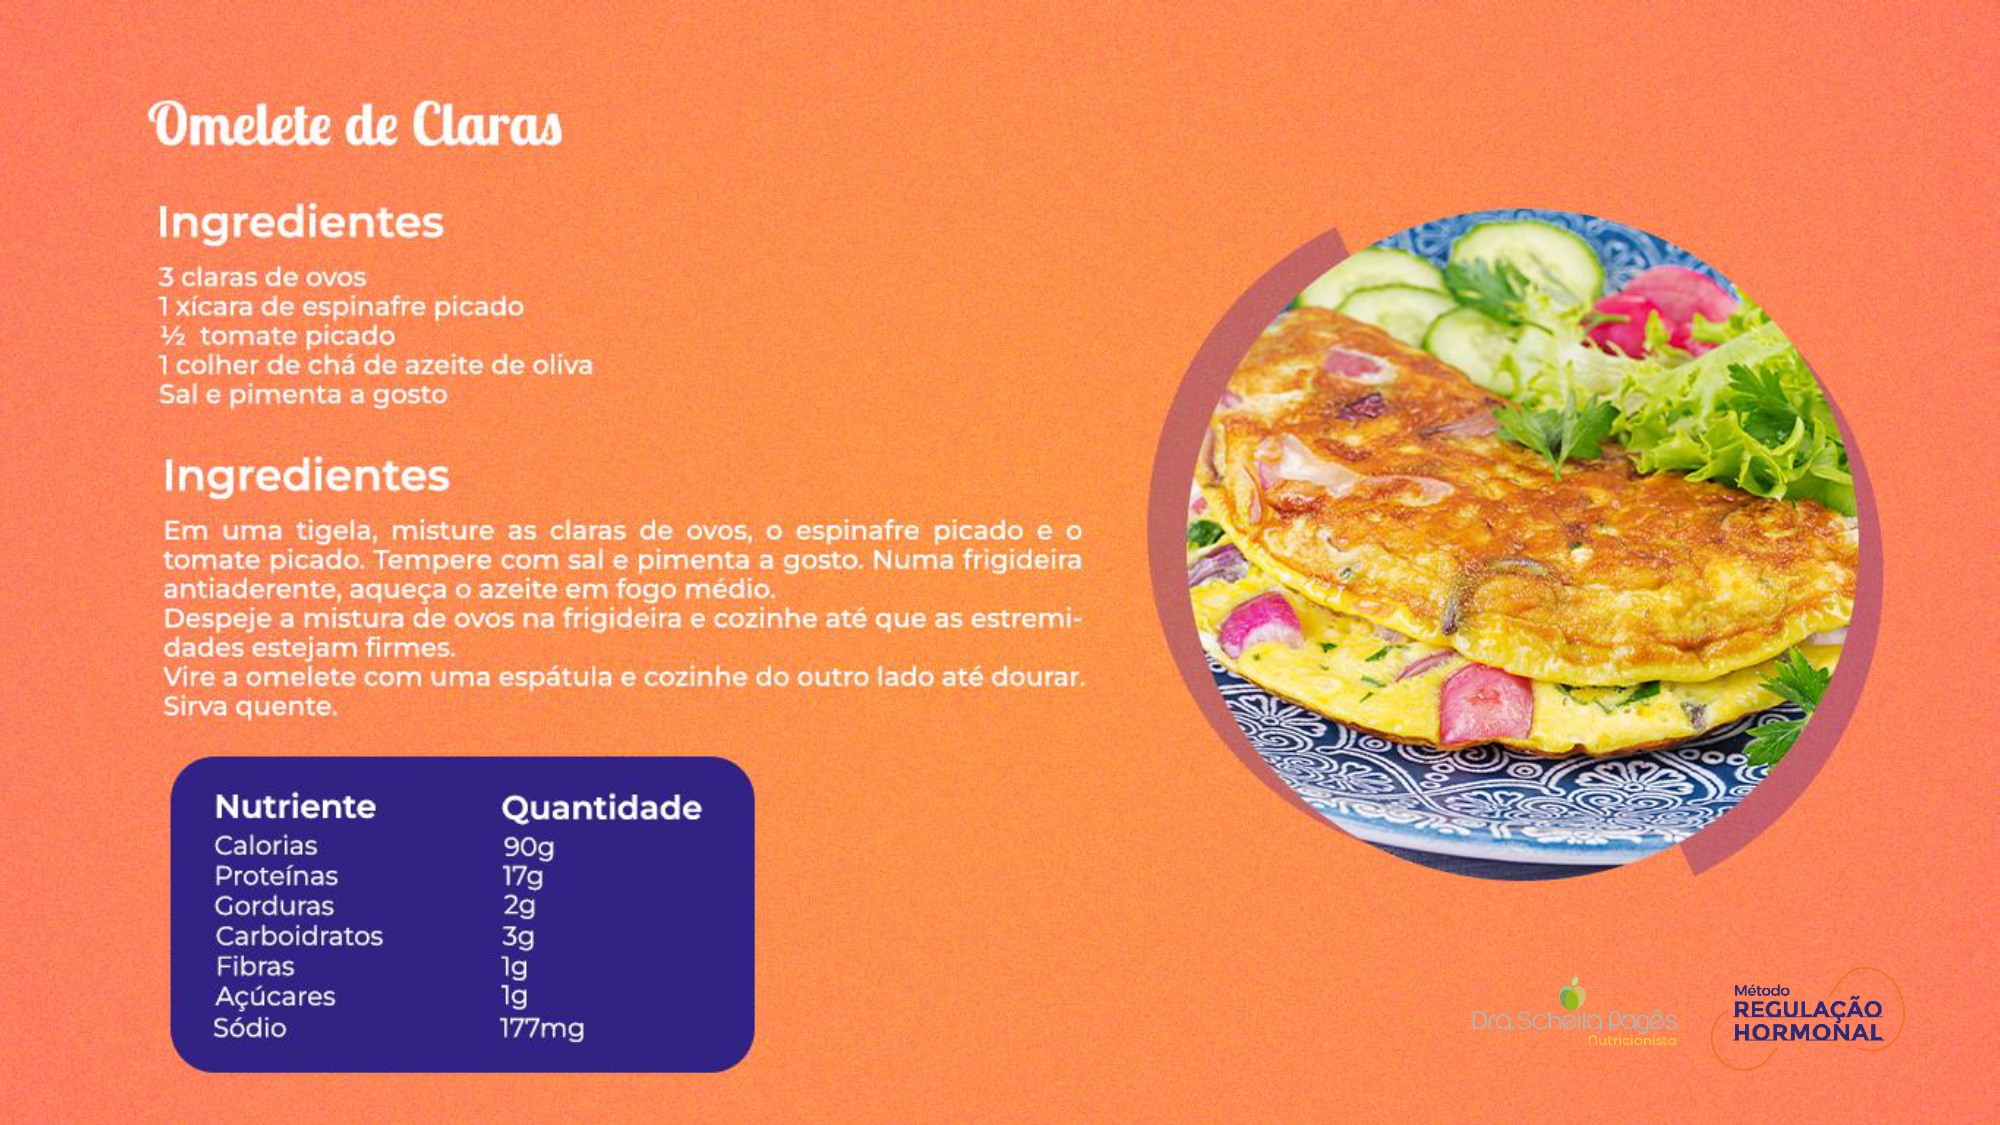 Omelete de Claras
Ingredientes
3 claras de ovos
1 xícara de espinafre picado
½ tomate picado
1 colher de chá de azeite de oliva
Sal e pimenta a gosto
Ingredientes
Em uma tigela, misture as claras de ovos, o espinafre picado e o
tomate picado. Tempere com sal e pimenta a gosto. Numa frigideira
antiaderente, aqueça o azeite em fogo médio.
Despeje a mistura de ovos na frigideira e cozinhe até que as estremi-
dades estejam firmes.
Vire a omelete com uma espátula e cozinhe do outro lado até dourar.
Sirva quente.
Nutriente Quantidade
Calorias 90g
Proteínas 17g
Gorduras 2g
Carboidratos 3g
Fibras 1g
Açúcares 1g
Sódio 177mg
Dra. Scheila Pagês
Nutricionista
Método
REGULAÇÃO
HORMONAL